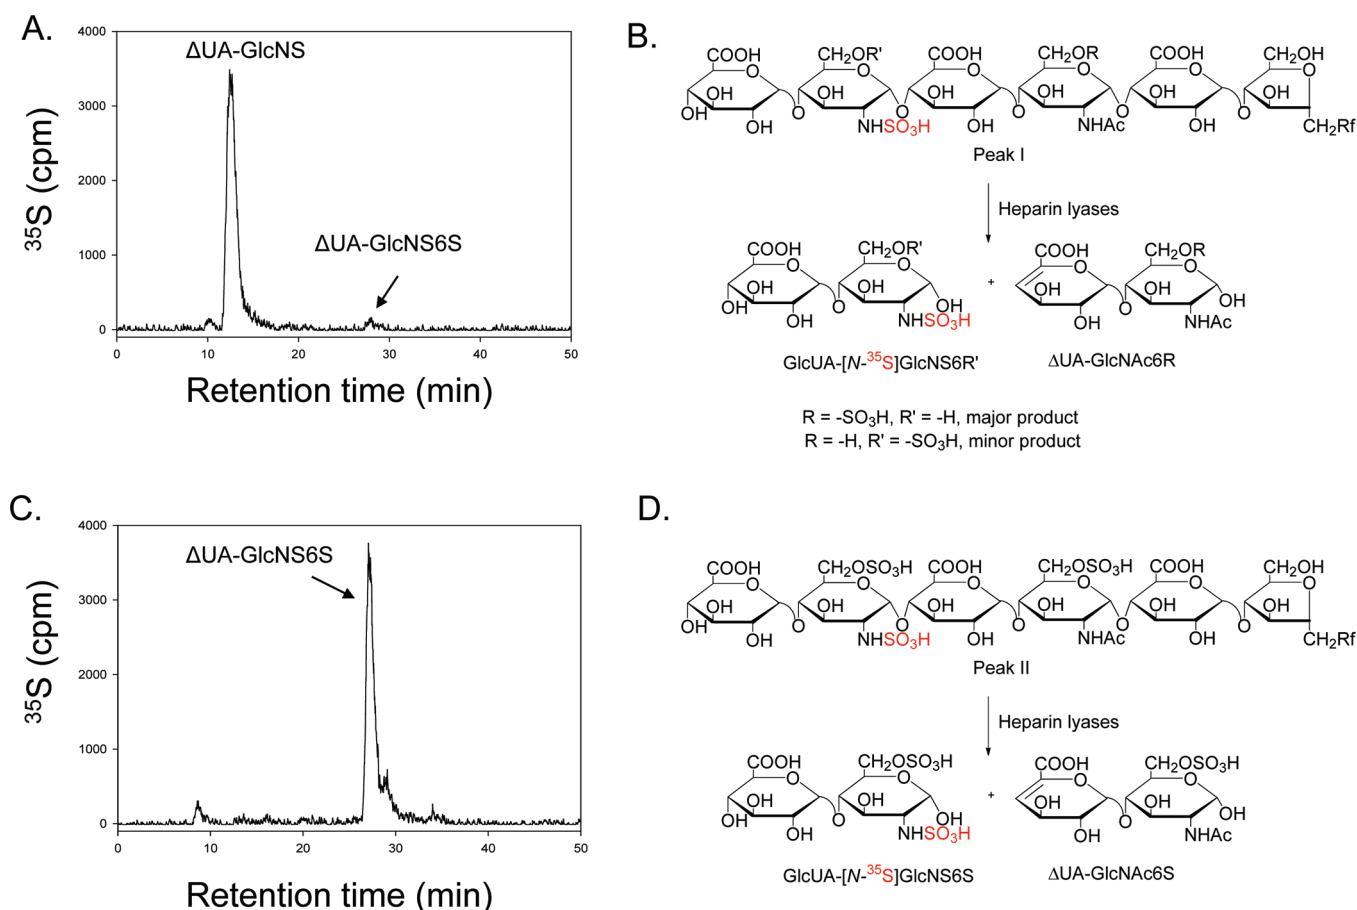 A.
4000
3000
2000
1000
0
0 10 20 30 40 50
³⁵S (cpm)
Retention time (min)
ΔUA-GlcNS
ΔUA-GlcNS6S
B.
COOH CH₂OR' COOH CH₂OR COOH CH₂OH
O O O O O O
OH OH OH OH OH OH
OH O O O O O
OH NHSO₃H OH NHAc OH CH₂Rf
Peak I
Heparin lyases
COOH CH₂OR' COOH CH₂OR
O O + O O
OH OH OH OH
OH O OH O OH
OH NHSO₃H OH NHAc
GlcUA-[N-³⁵S]GlcNS6R' ΔUA-GlcNAc6R
R = -SO₃H, R' = -H, major product
R = -H, R' = -SO₃H, minor product
C.
4000
3000
2000
1000
0
0 10 20 30 40 50
³⁵S (cpm)
Retention time (min)
ΔUA-GlcNS6S
D.
COOH CH₂OSO₃H COOH CH₂OSO₃H COOH CH₂OH
O O O O O O
OH OH OH OH OH OH
OH O O O O O
OH NHSO₃H OH NHAc OH CH₂Rf
Peak II
Heparin lyases
COOH CH₂OSO₃H COOH CH₂OSO₃H
O O + O O
OH OH OH OH
OH O OH O OH
OH NHSO₃H OH NHAc
GlcUA-[N-³⁵S]GlcNS6S ΔUA-GlcNAc6S